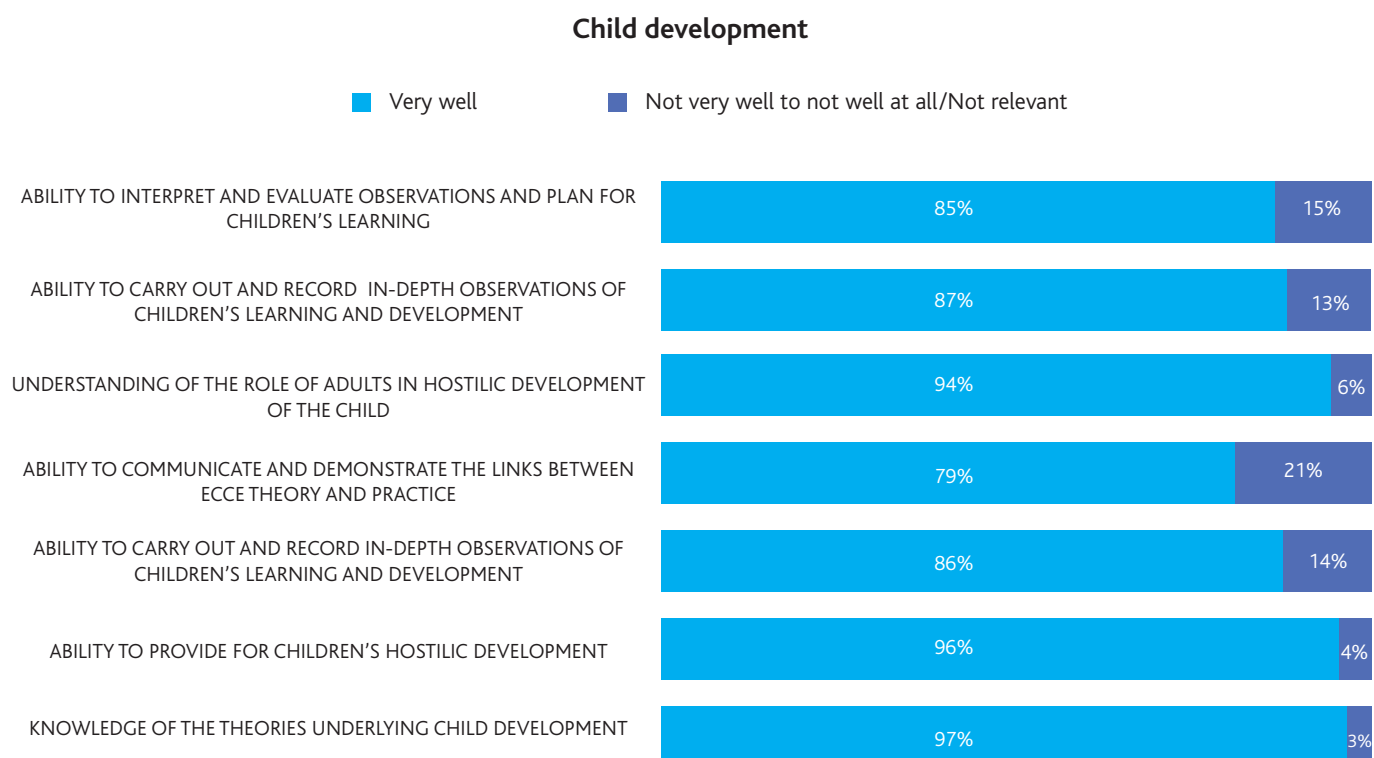 Child development
Very well
Not very well to not well at all/Not relevant
ABILITY TO INTERPRET AND EVALUATE OBSERVATIONS AND PLAN FOR
CHILDREN’S LEARNING
85%
15%
ABILITY TO CARRY OUT AND RECORD IN-DEPTH OBSERVATIONS OF
CHILDREN’S LEARNING AND DEVELOPMENT
87%
13%
UNDERSTANDING OF THE ROLE OF ADULTS IN HOSTILIC DEVELOPMENT
OF THE CHILD
94%
6%
ABILITY TO COMMUNICATE AND DEMONSTRATE THE LINKS BETWEEN
ECCE THEORY AND PRACTICE
79%
21%
ABILITY TO CARRY OUT AND RECORD IN-DEPTH OBSERVATIONS OF
CHILDREN’S LEARNING AND DEVELOPMENT
86%
14%
ABILITY TO PROVIDE FOR CHILDREN’S HOSTILIC DEVELOPMENT
96%
4%
KNOWLEDGE OF THE THEORIES UNDERLYING CHILD DEVELOPMENT
97%
3%